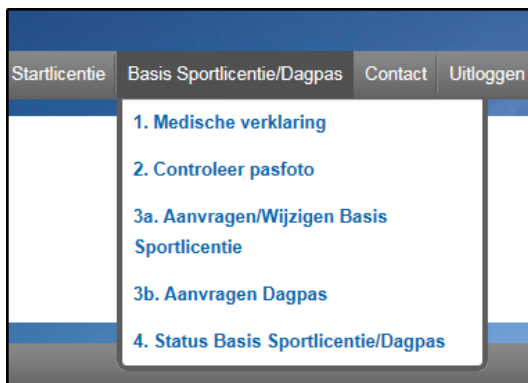 Startlicentie Basis Sportlicentie/Dagpas Contact Uitloggen
1. Medische verklaring
2. Controleer pasfoto
3a. Aanvragen/Wijzigen Basis
Sportlicentie
3b. Aanvragen Dagpas
4. Status Basis Sportlicentie/Dagpas